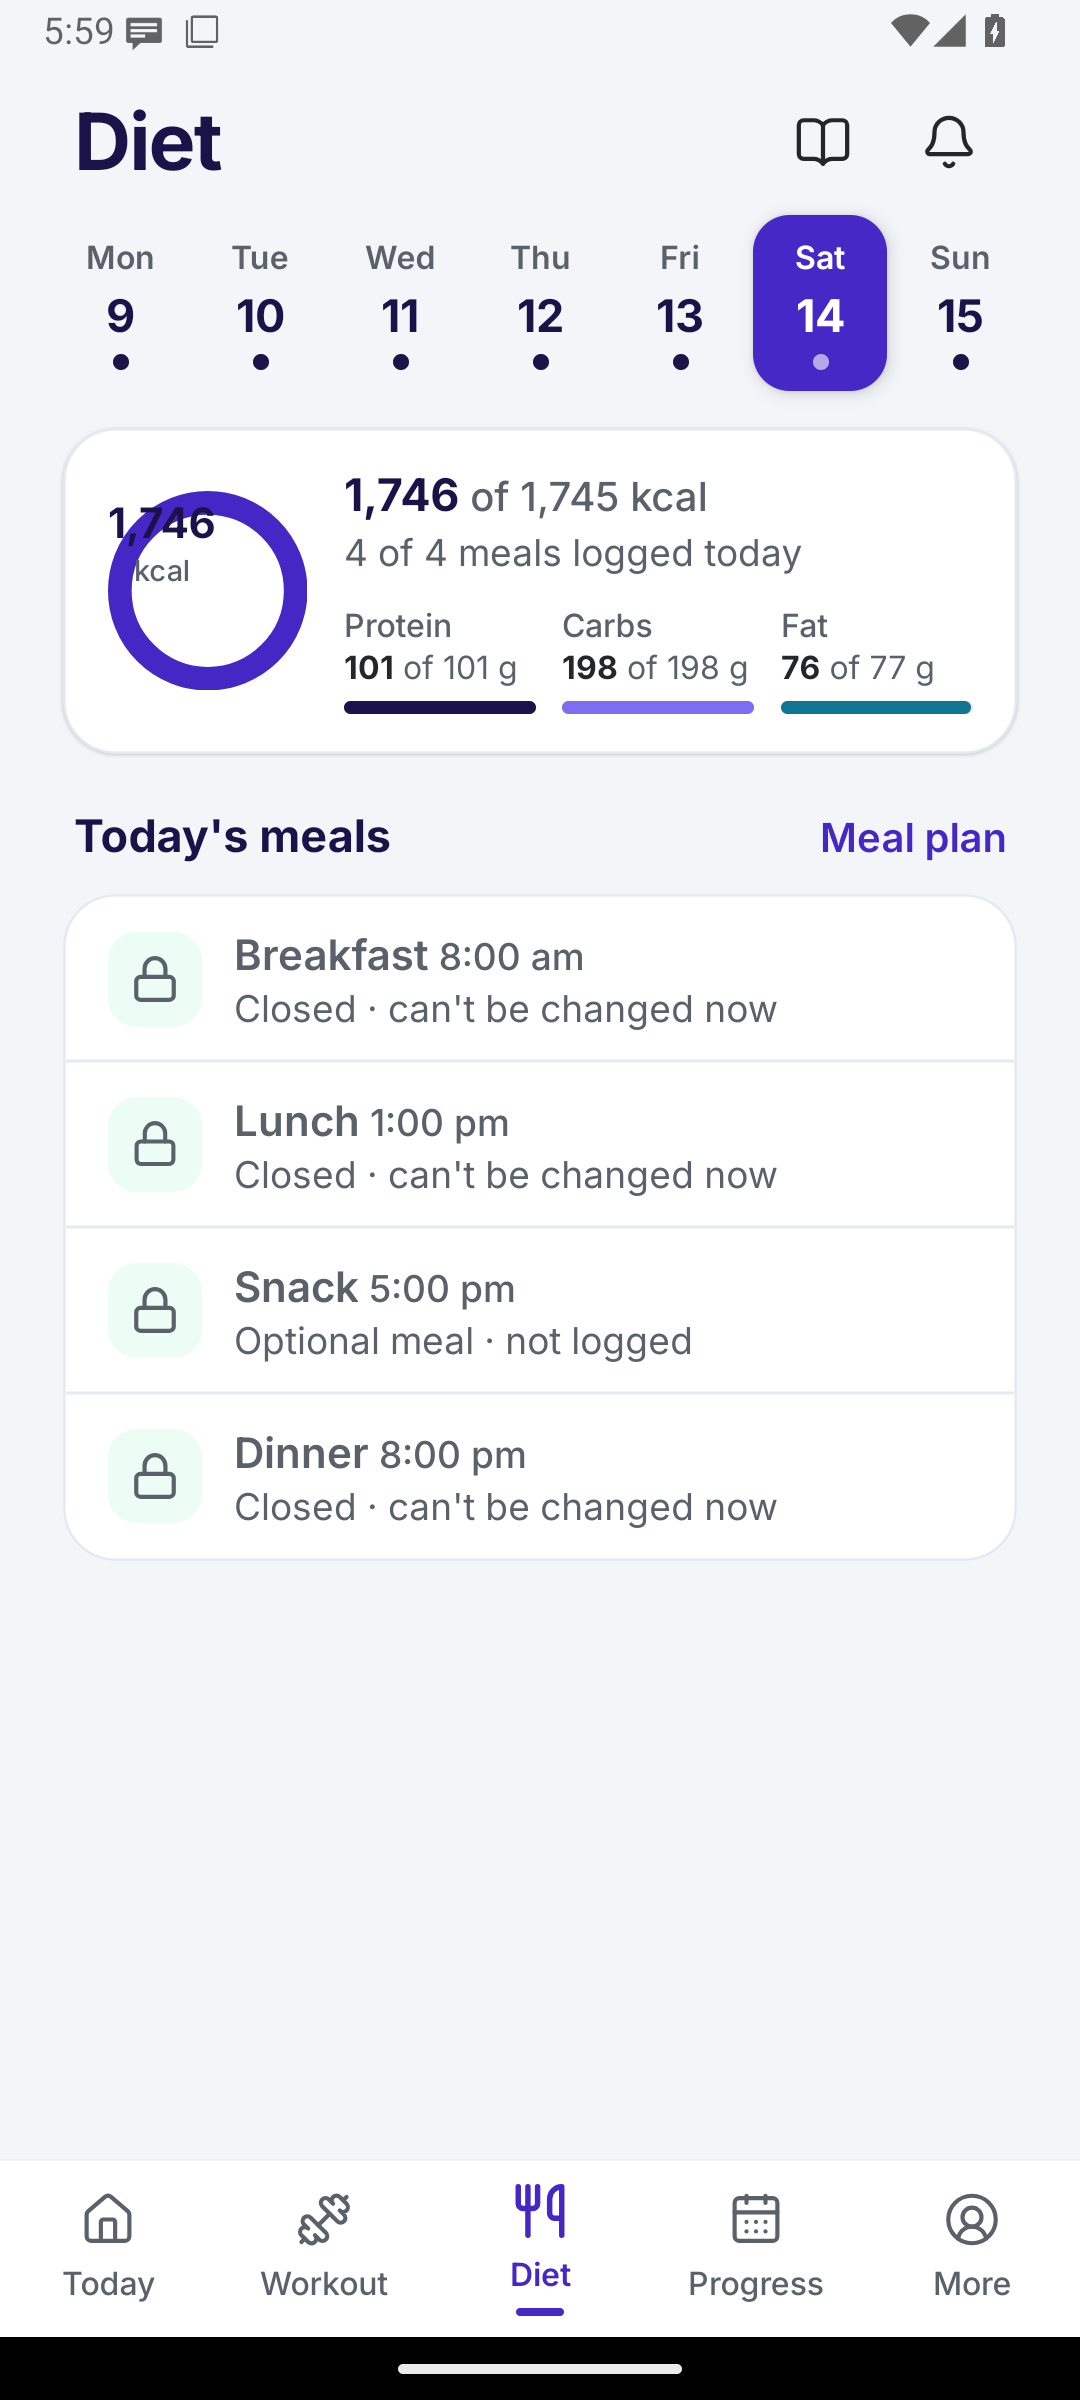 5:59
Diet
Mon Tue Wed Thu Fri Sat Sun
9 10 11 12 13 14 15
1,746 of 1,745 kcal
4 of 4 meals logged today
1,746
kcal
Protein Carbs Fat
101 of 101 g 198 of 198 g 76 of 77 g
Today's meals Meal plan
Breakfast 8:00 am
Closed · can't be changed now
Lunch 1:00 pm
Closed · can't be changed now
Snack 5:00 pm
Optional meal · not logged
Dinner 8:00 pm
Closed · can't be changed now
Today Workout Diet Progress More